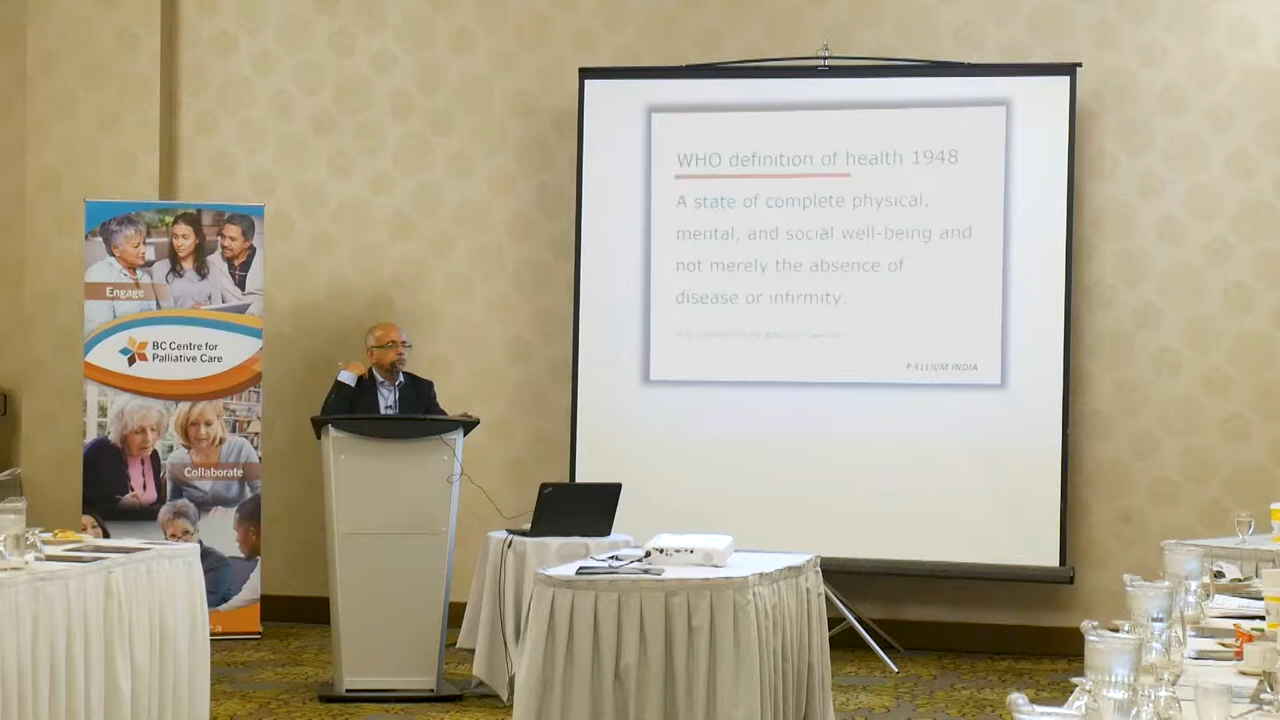 WHO definition of health 1948
A state of complete physical,
mental, and social well-being and
not merely the absence of
disease or infirmity.
PALLIUM INDIA
Engage
BC Centre for
Palliative Care
Collaborate